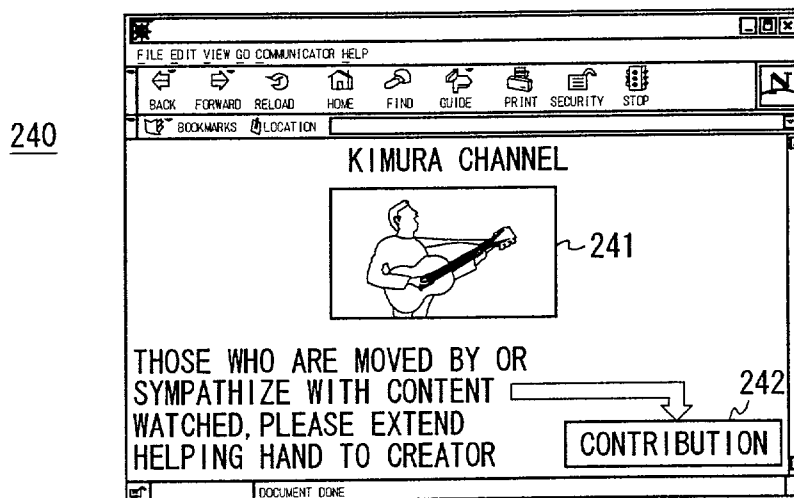 FILE EDIT VIEW GO COMMUNICATOR HELP
BACK FORWARD RELOAD HOME FIND GUIDE PRINT SECURITY STOP
N
BOOKMARKS LOCATION
240
KIMURA CHANNEL
241
THOSE WHO ARE MOVED BY OR
SYMPATHIZE WITH CONTENT
242
WATCHED, PLEASE EXTEND
HELPING HAND TO CREATOR
CONTRIBUTION
DOCUMENT DONE